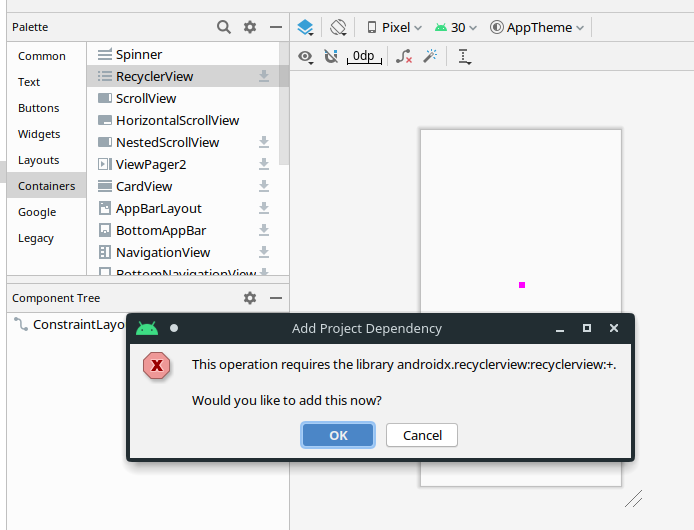 Palette
Common
Text
Buttons
Widgets
Layouts
Containers
Google
Legacy
Spinner
RecyclerView
ScrollView
HorizontalScrollView
NestedScrollView
ViewPager2
CardView
AppBarLayout
BottomAppBar
NavigationView
BottomNavigationView
Pixel
30
AppTheme
0dp
Component Tree
ConstraintLayo
Add Project Dependency
This operation requires the library androidx.recyclerview:recyclerview:+.
Would you like to add this now?
OK
Cancel